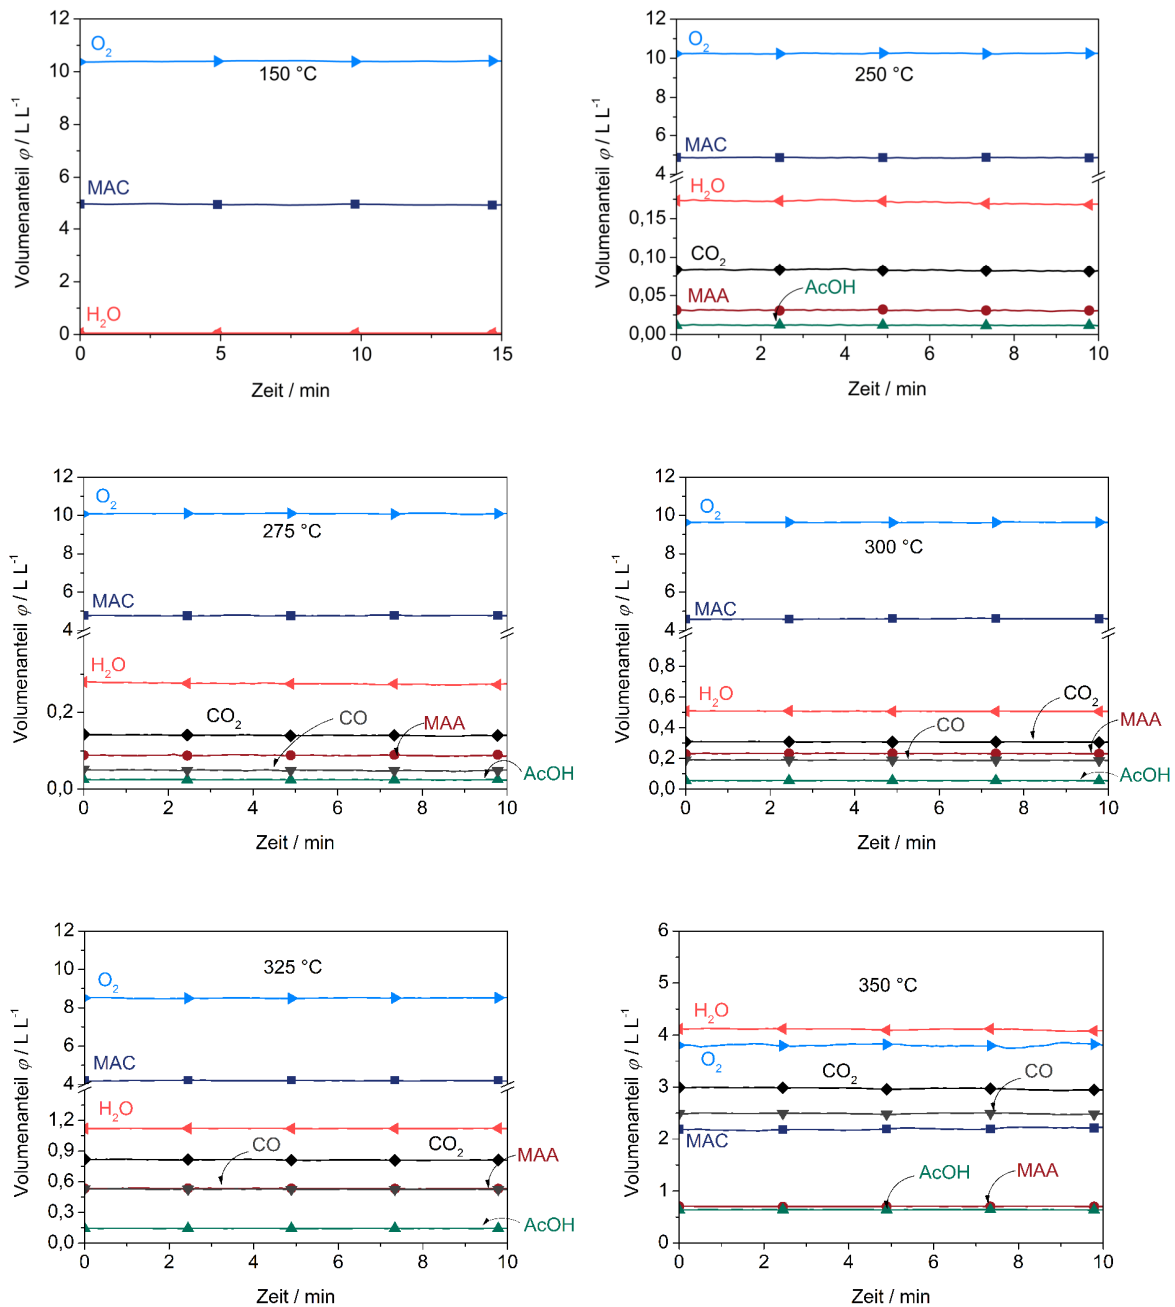 12
10
8
6
4
2
0
Volumenanteil φ / L L⁻¹
O₂
150 °C
MAC
H₂O
0 5 10 15
Zeit / min
12
10
8
6
4
0,15
0,10
0,05
0,00
Volumenanteil φ / L L⁻¹
O₂
250 °C
MAC
H₂O
CO₂
MAA AcOH
0 2 4 6 8 10
Zeit / min
12
10
8
6
4
0,2
0,0
Volumenanteil φ / L L⁻¹
O₂
275 °C
MAC
H₂O
CO₂ CO MAA
AcOH
0 2 4 6 8 10
Zeit / min
12
10
8
6
4
0,8
0,6
0,4
0,2
0,0
Volumenanteil φ / L L⁻¹
O₂
300 °C
MAC
H₂O CO₂
CO MAA
AcOH
0 2 4 6 8 10
Zeit / min
12
10
8
6
4
1,2
0,9
0,6
0,3
0,0
Volumenanteil φ / L L⁻¹
O₂
325 °C
MAC
H₂O
CO CO₂ MAA
AcOH
0 2 4 6 8 10
Zeit / min
6
5
4
3
2
1
0
Volumenanteil φ / L L⁻¹
350 °C
H₂O
O₂
CO₂ CO
MAC
AcOH MAA
0 2 4 6 8 10
Zeit / min